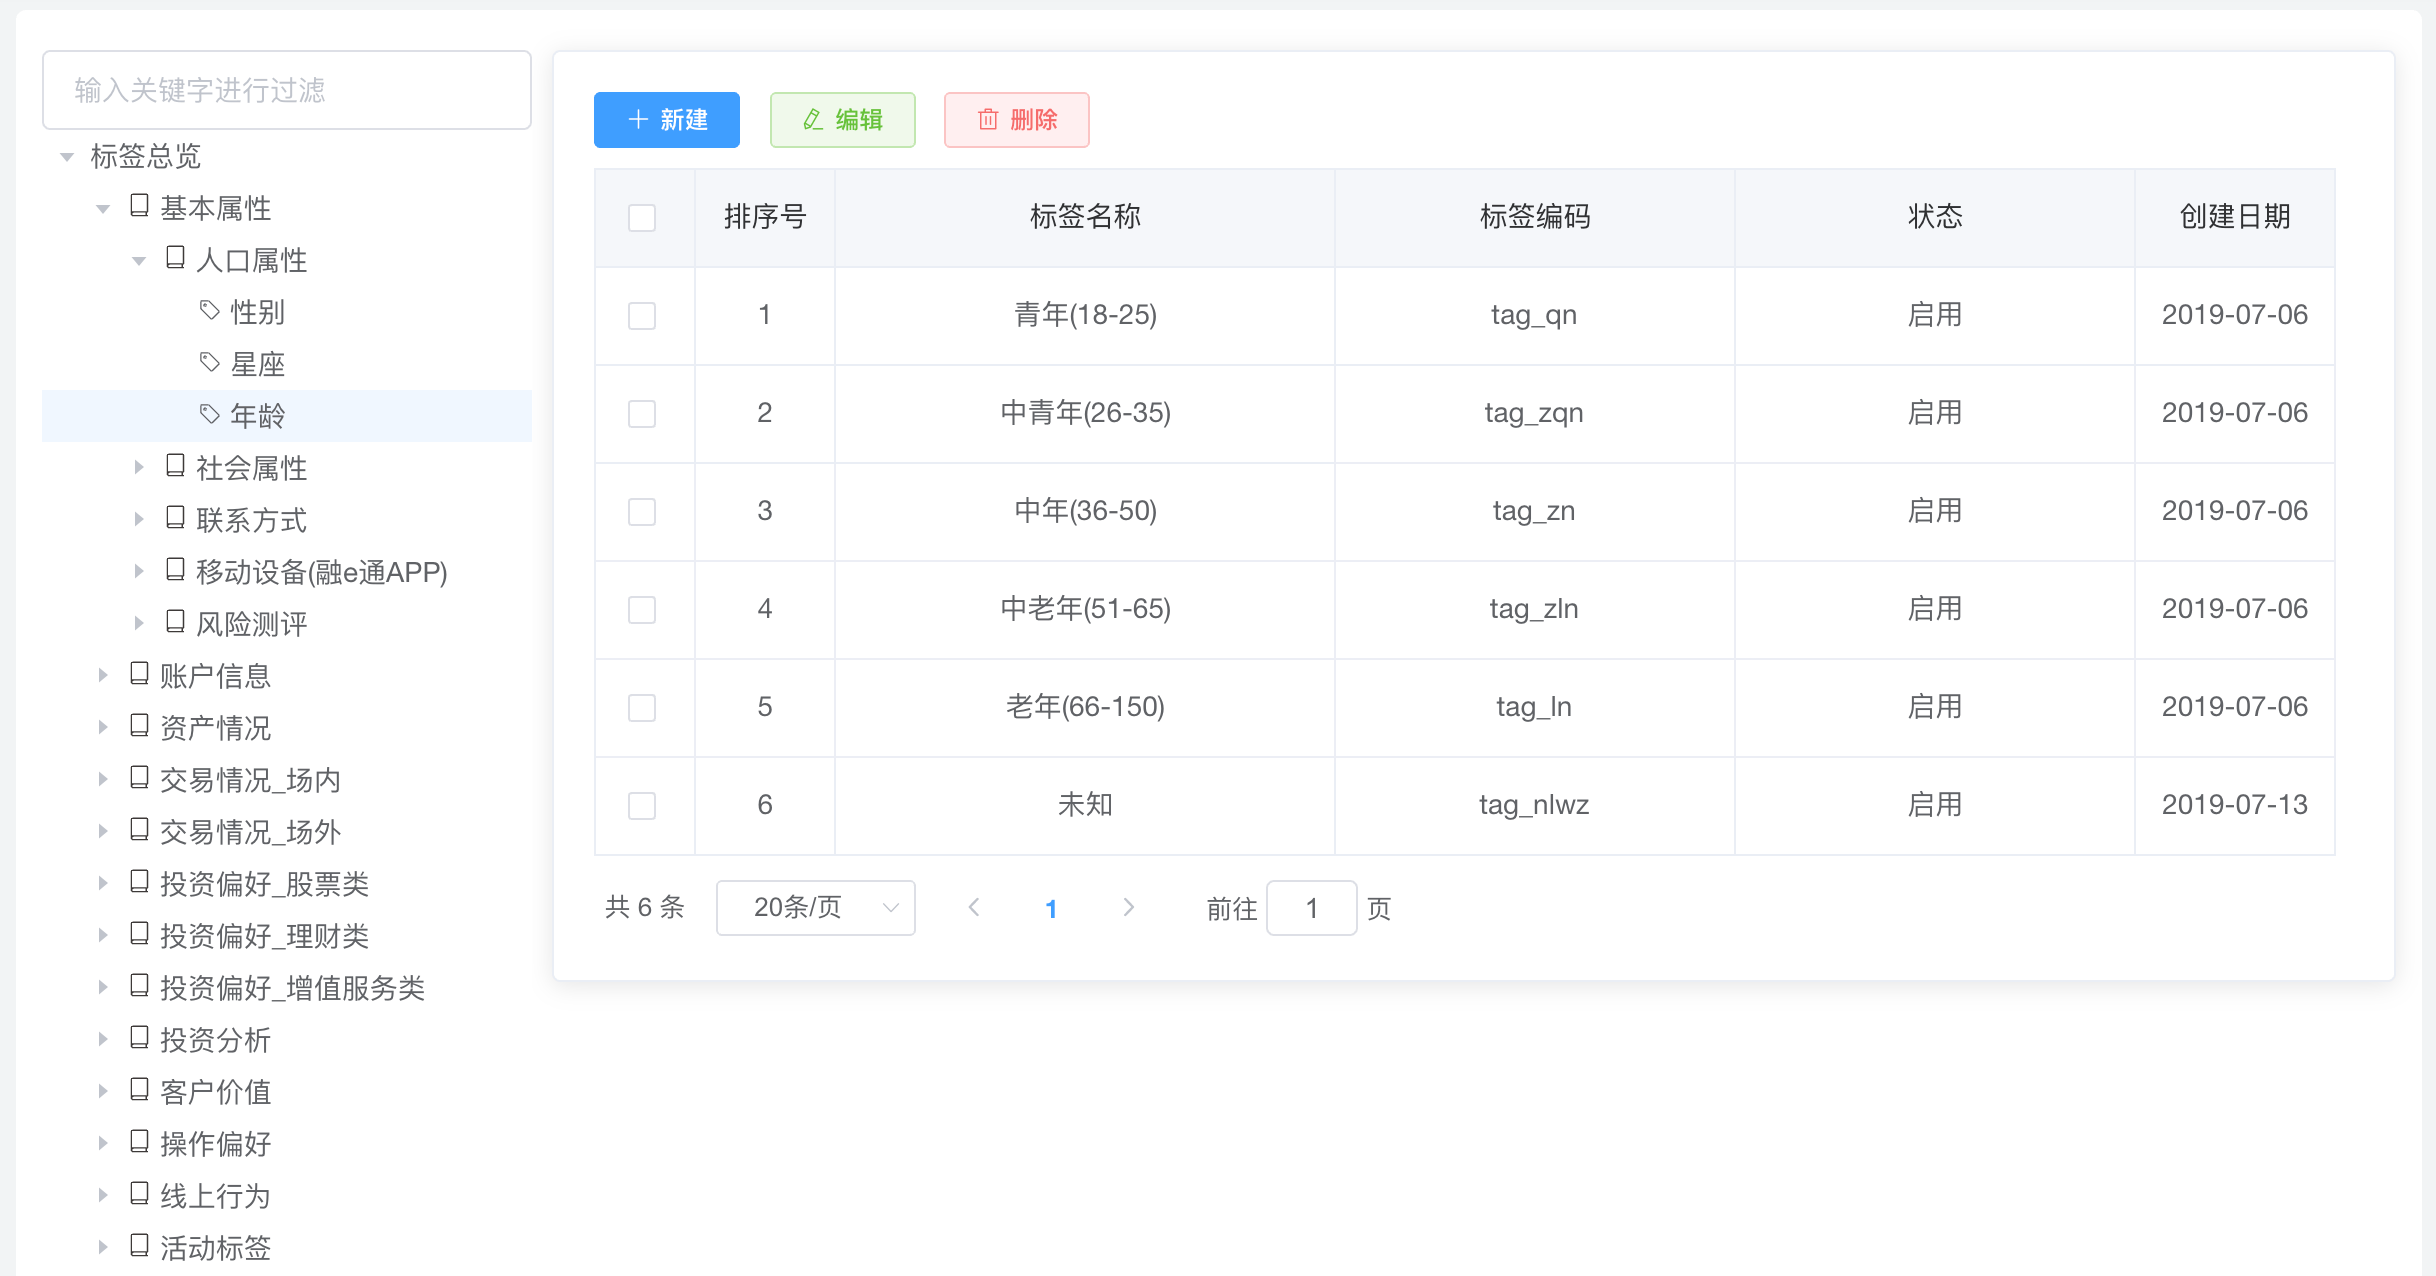 输入关键字进行过滤
标签总览
基本属性
人口属性
性别
星座
年龄
社会属性
联系方式
移动设备(融e通APP)
风险测评
账户信息
资产情况
交易情况_场内
交易情况_场外
投资偏好_股票类
投资偏好_理财类
投资偏好_增值服务类
投资分析
客户价值
操作偏好
线上行为
活动标签
新建 编辑 删除
排序号 标签名称 标签编码 状态 创建日期
1 青年(18-25) tag_qn 启用 2019-07-06
2 中青年(26-35) tag_zqn 启用 2019-07-06
3 中年(36-50) tag_zn 启用 2019-07-06
4 中老年(51-65) tag_zln 启用 2019-07-06
5 老年(66-150) tag_ln 启用 2019-07-06
6 未知 tag_nlwz 启用 2019-07-13
共 6 条 20条/页 1 前往 1 页